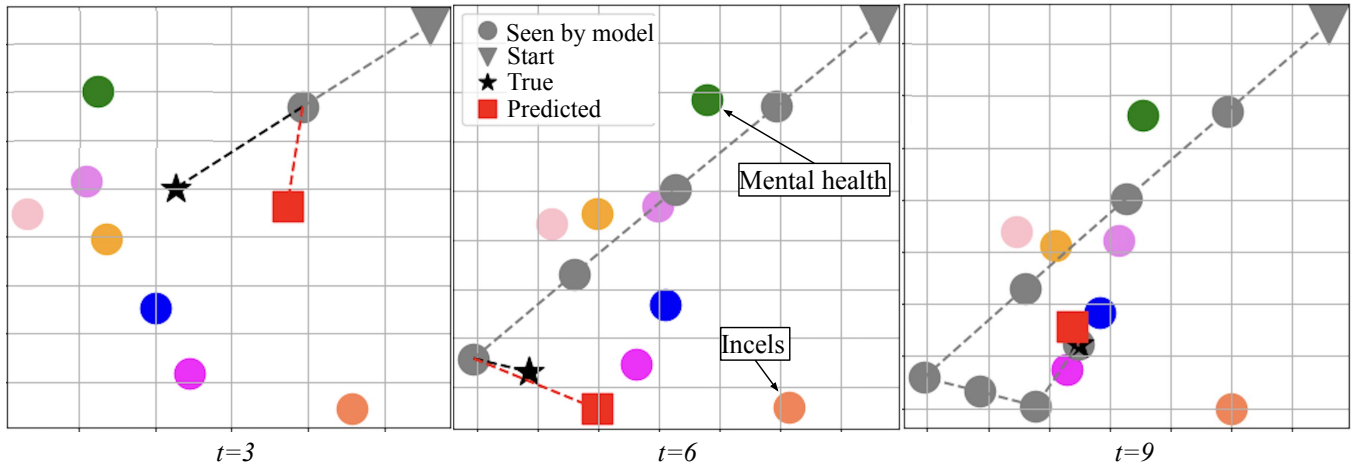 Seen by model
Start
True
Predicted
Mental health
Incels
t=3
t=6
t=9